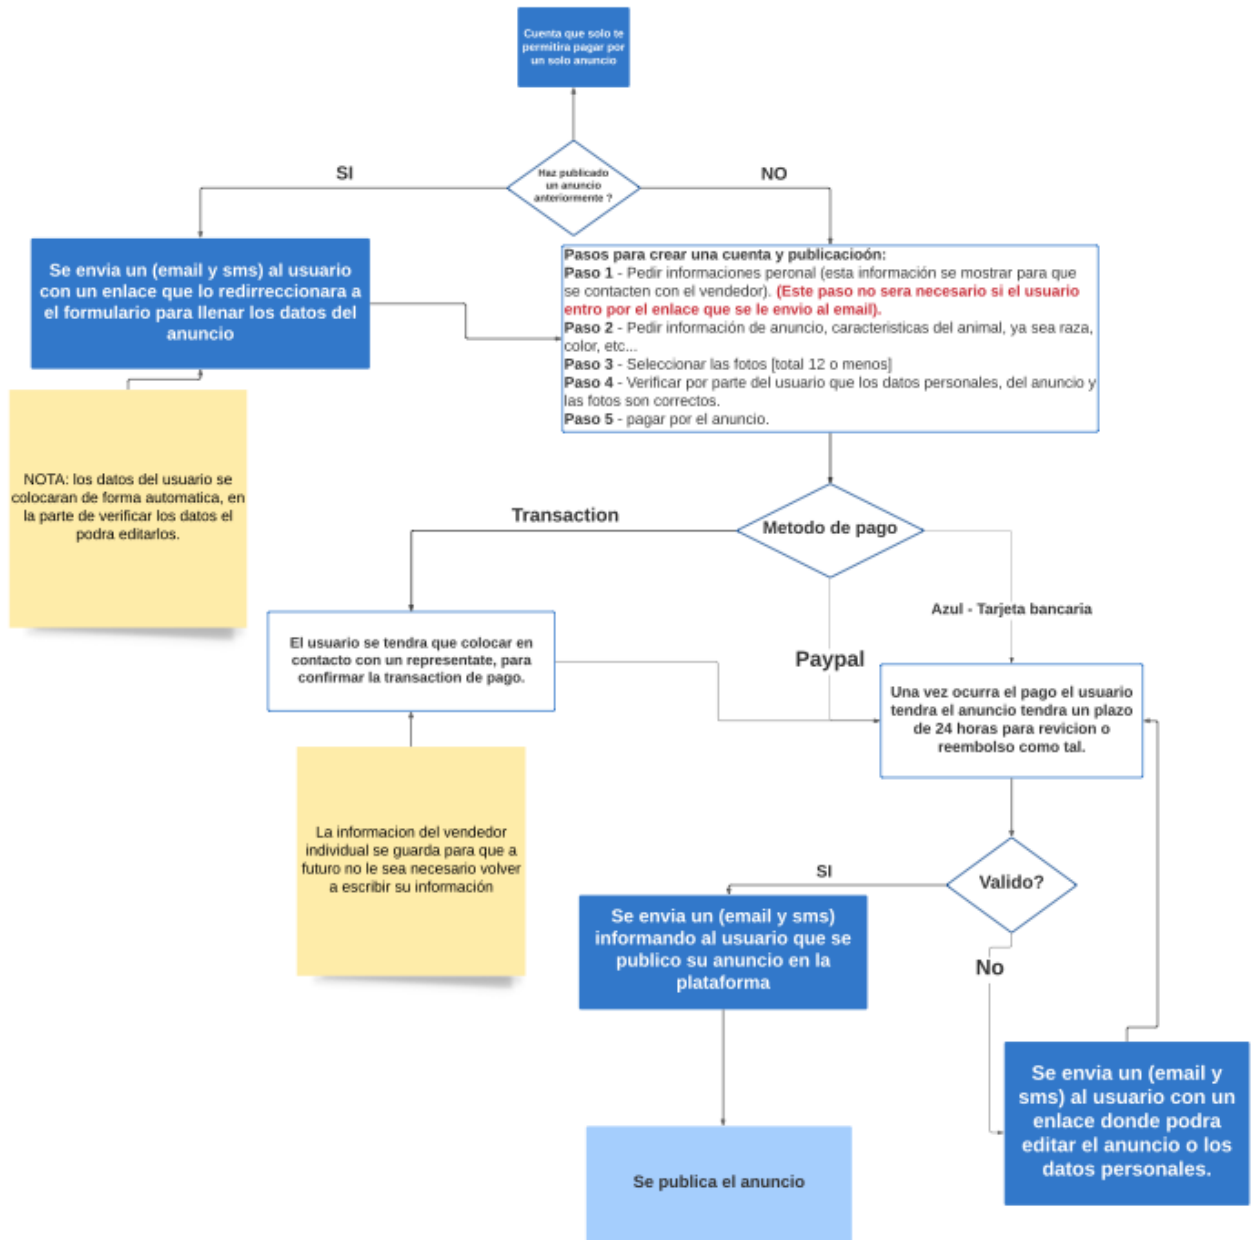 Cuenta que solo te
permitira pagar por
un solo anuncio
Haz publicado
un anuncio
anteriormente ?
SI
NO
Se envia un (email y sms) al usuario
con un enlace que lo redirreccionara a
el formulario para llenar los datos del
anuncio
Pasos para crear una cuenta y publicacioón:
Paso 1 - Pedir informaciones peronal (esta información se mostrar para que
se contacten con el vendedor). (Este paso no sera necesario si el usuario
entro por el enlace que se le envio al email).
Paso 2 - Pedir información de anuncio, caracteristicas del animal, ya sea raza,
color, etc...
Paso 3 - Seleccionar las fotos [total 12 o menos]
Paso 4 - Verificar por parte del usuario que los datos personales, del anuncio y
las fotos son correctos.
Paso 5 - pagar por el anuncio.
NOTA: los datos del usuario se
colocaran de forma automatica, en
la parte de verificar los datos el
podra editarlos.
Metodo de pago
Transaction
Azul - Tarjeta bancaria
Paypal
El usuario se tendra que colocar en
contacto con un represetate, para
confirmar la transaction de pago.
Una vez ocurra el pago el usuario
tendra el anuncio tendra un plazo
de 24 horas para revicion o
reembolso como tal.
La informacion del vendedor
individual se guarda para que a
futuro no le sea necesario volver
a escribir su información
Valido?
SI
No
Se envia un (email y sms)
informando al usuario que se
publico su anuncio en la
plataforma
Se envia un (email y
sms) al usuario con un
enlace donde podra
editar el anuncio o los
datos personales.
Se publica el anuncio